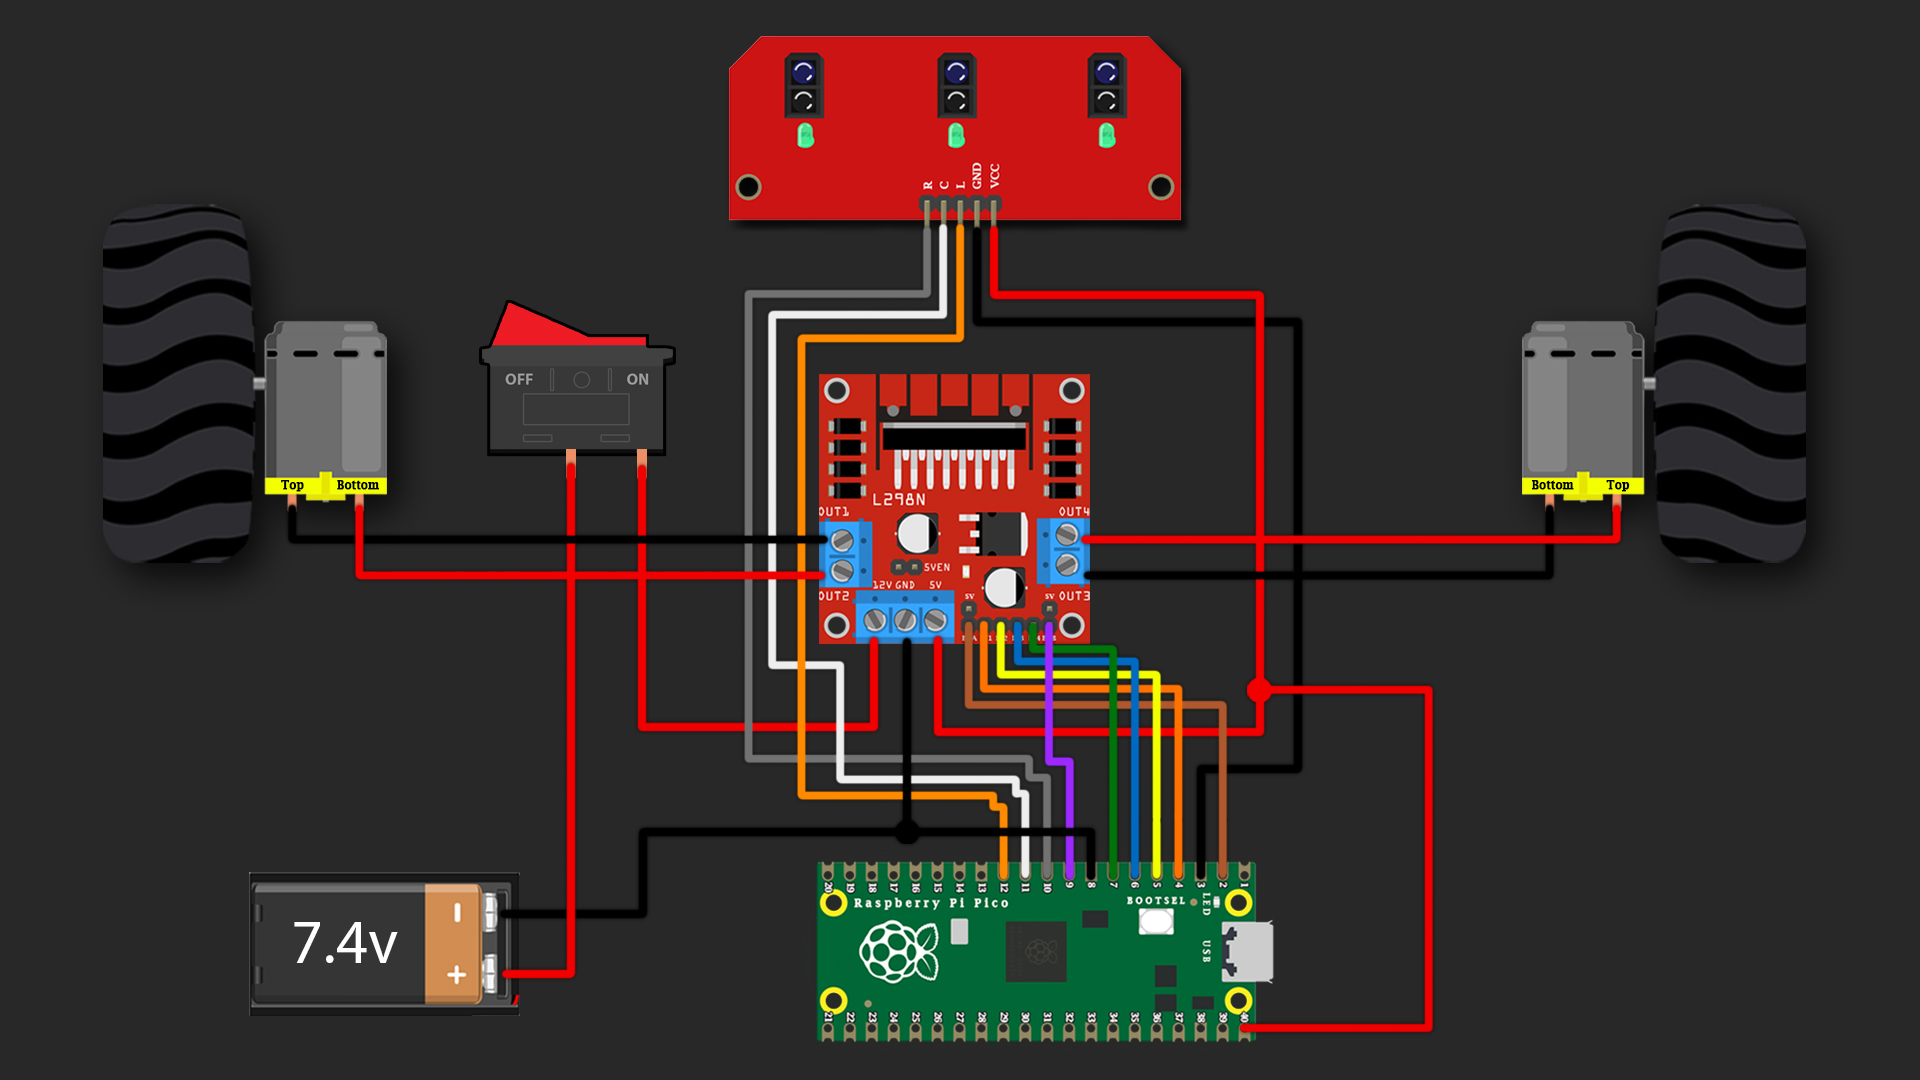 R C L GND VCC
OFF ON
Top Bottom
Bottom Top
L298N
OUT1 OUT4
5VEN
12V GND 5V
5V 5V
OUT2 OUT3
20 19 18 17 16 15 14 13 12 11 10 9 8 7 6 5 4 3 2 1
Raspberry Pi Pico
BOOTSEL
LED
USB
7.4v
-
+
21 22 23 24 25 26 27 28 29 30 31 32 33 34 35 36 37 38 39 40